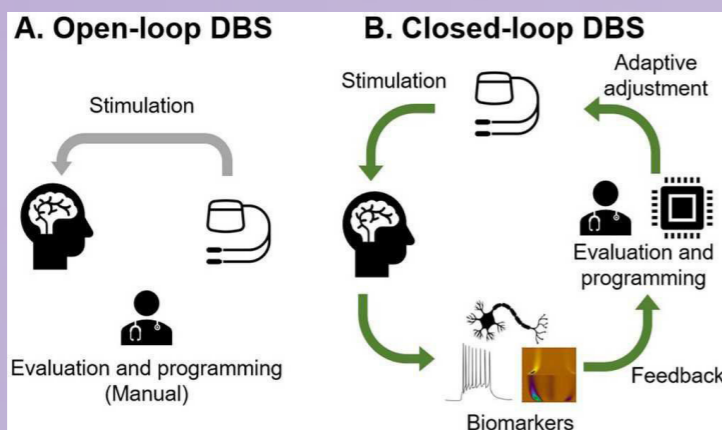 A. Open-loop DBS
Stimulation
Evaluation and programming
(Manual)
B. Closed-loop DBS
Stimulation
Adaptive
adjustment
Evaluation and
programming
Feedback
Biomarkers